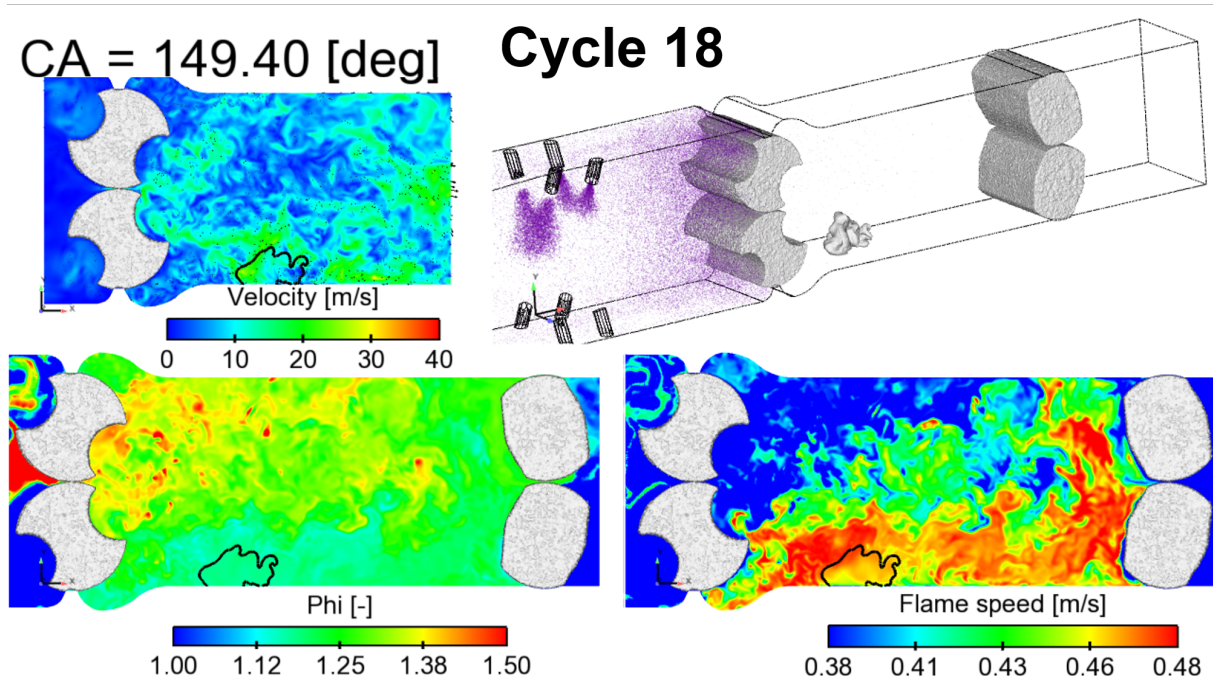 CA = 149.40 [deg]
Cycle 18
Velocity [m/s]
0 10 20 30 40
Y
Phi [-]
1.00 1.12 1.25 1.38 1.50
Flame speed [m/s]
0.38 0.41 0.43 0.46 0.48